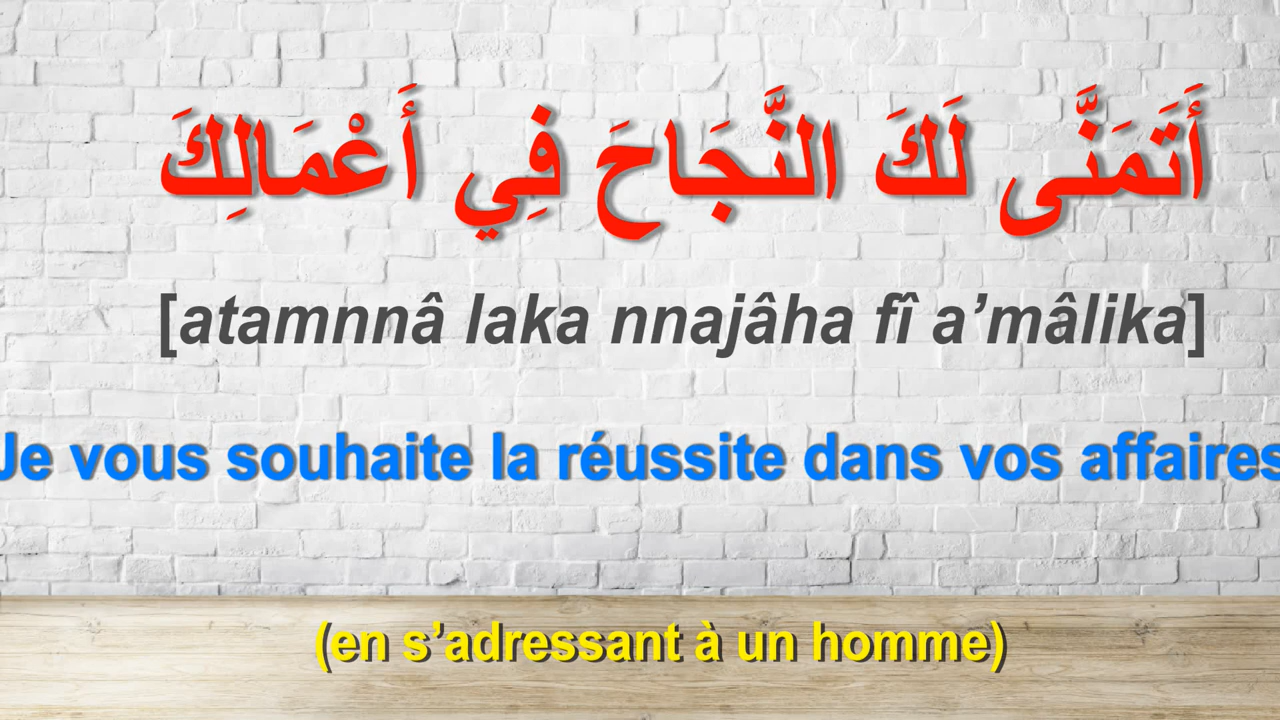 أَتَمَنَّى لَكَ النَّجَاحَ فِي أَعْمَالِكَ
[atamnnâ laka nnajâha fî a’mâlika]
Je vous souhaite la réussite dans vos affaires
(en s’adressant à un homme)